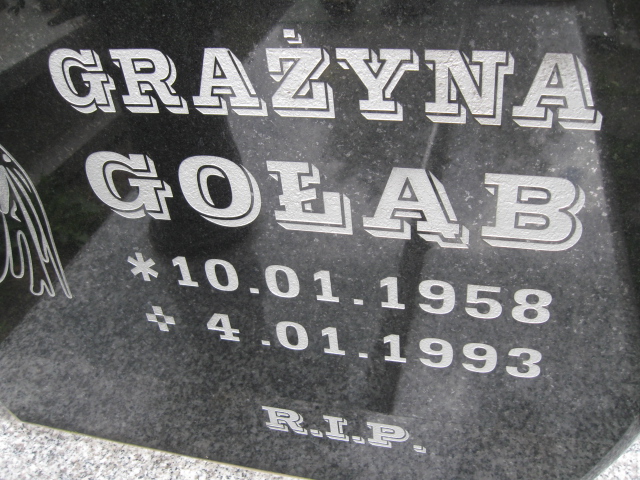 GRAŻYNA
GOŁĄB
*10.01.1958
✣ 4.01.1993
R.I.P.